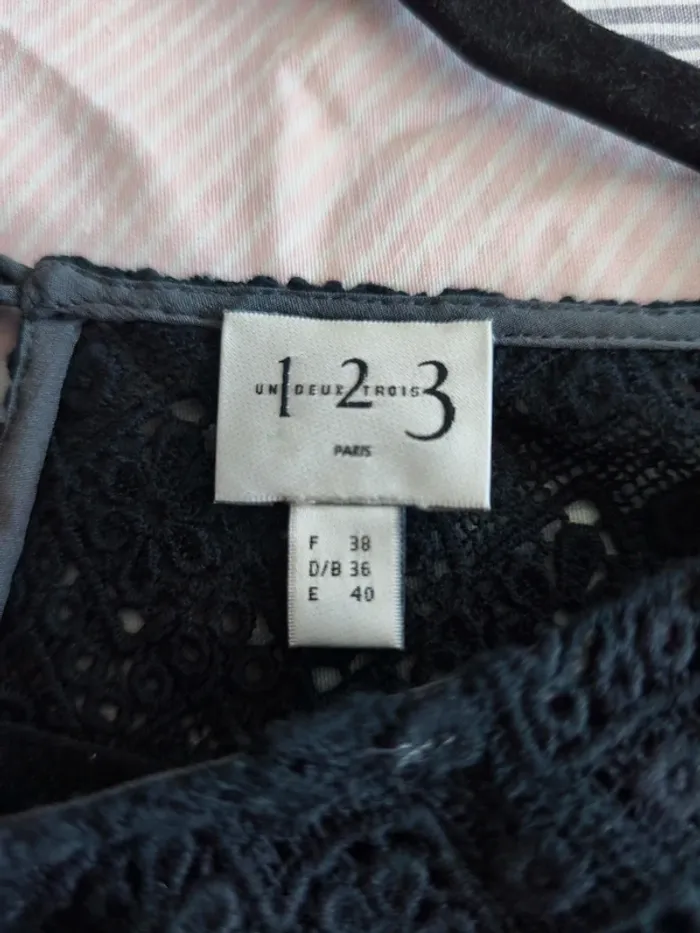 UN 1 DEUX 2 TROIS 3
PARIS
F 38
D/B 36
E 40